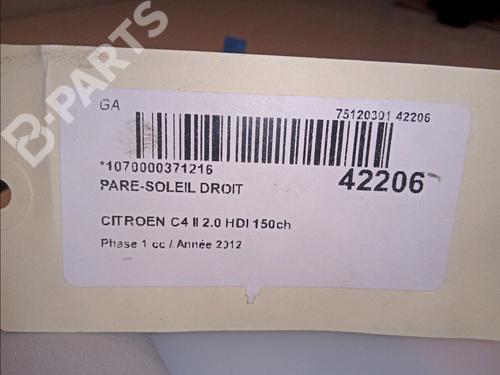 GA
75120301 42206
*1070000371216
42206
PARE-SOLEIL DROIT
CITROEN C4 II 2.0 HDI 150ch
Phase 1 cc / Année 2012
B-PARTS